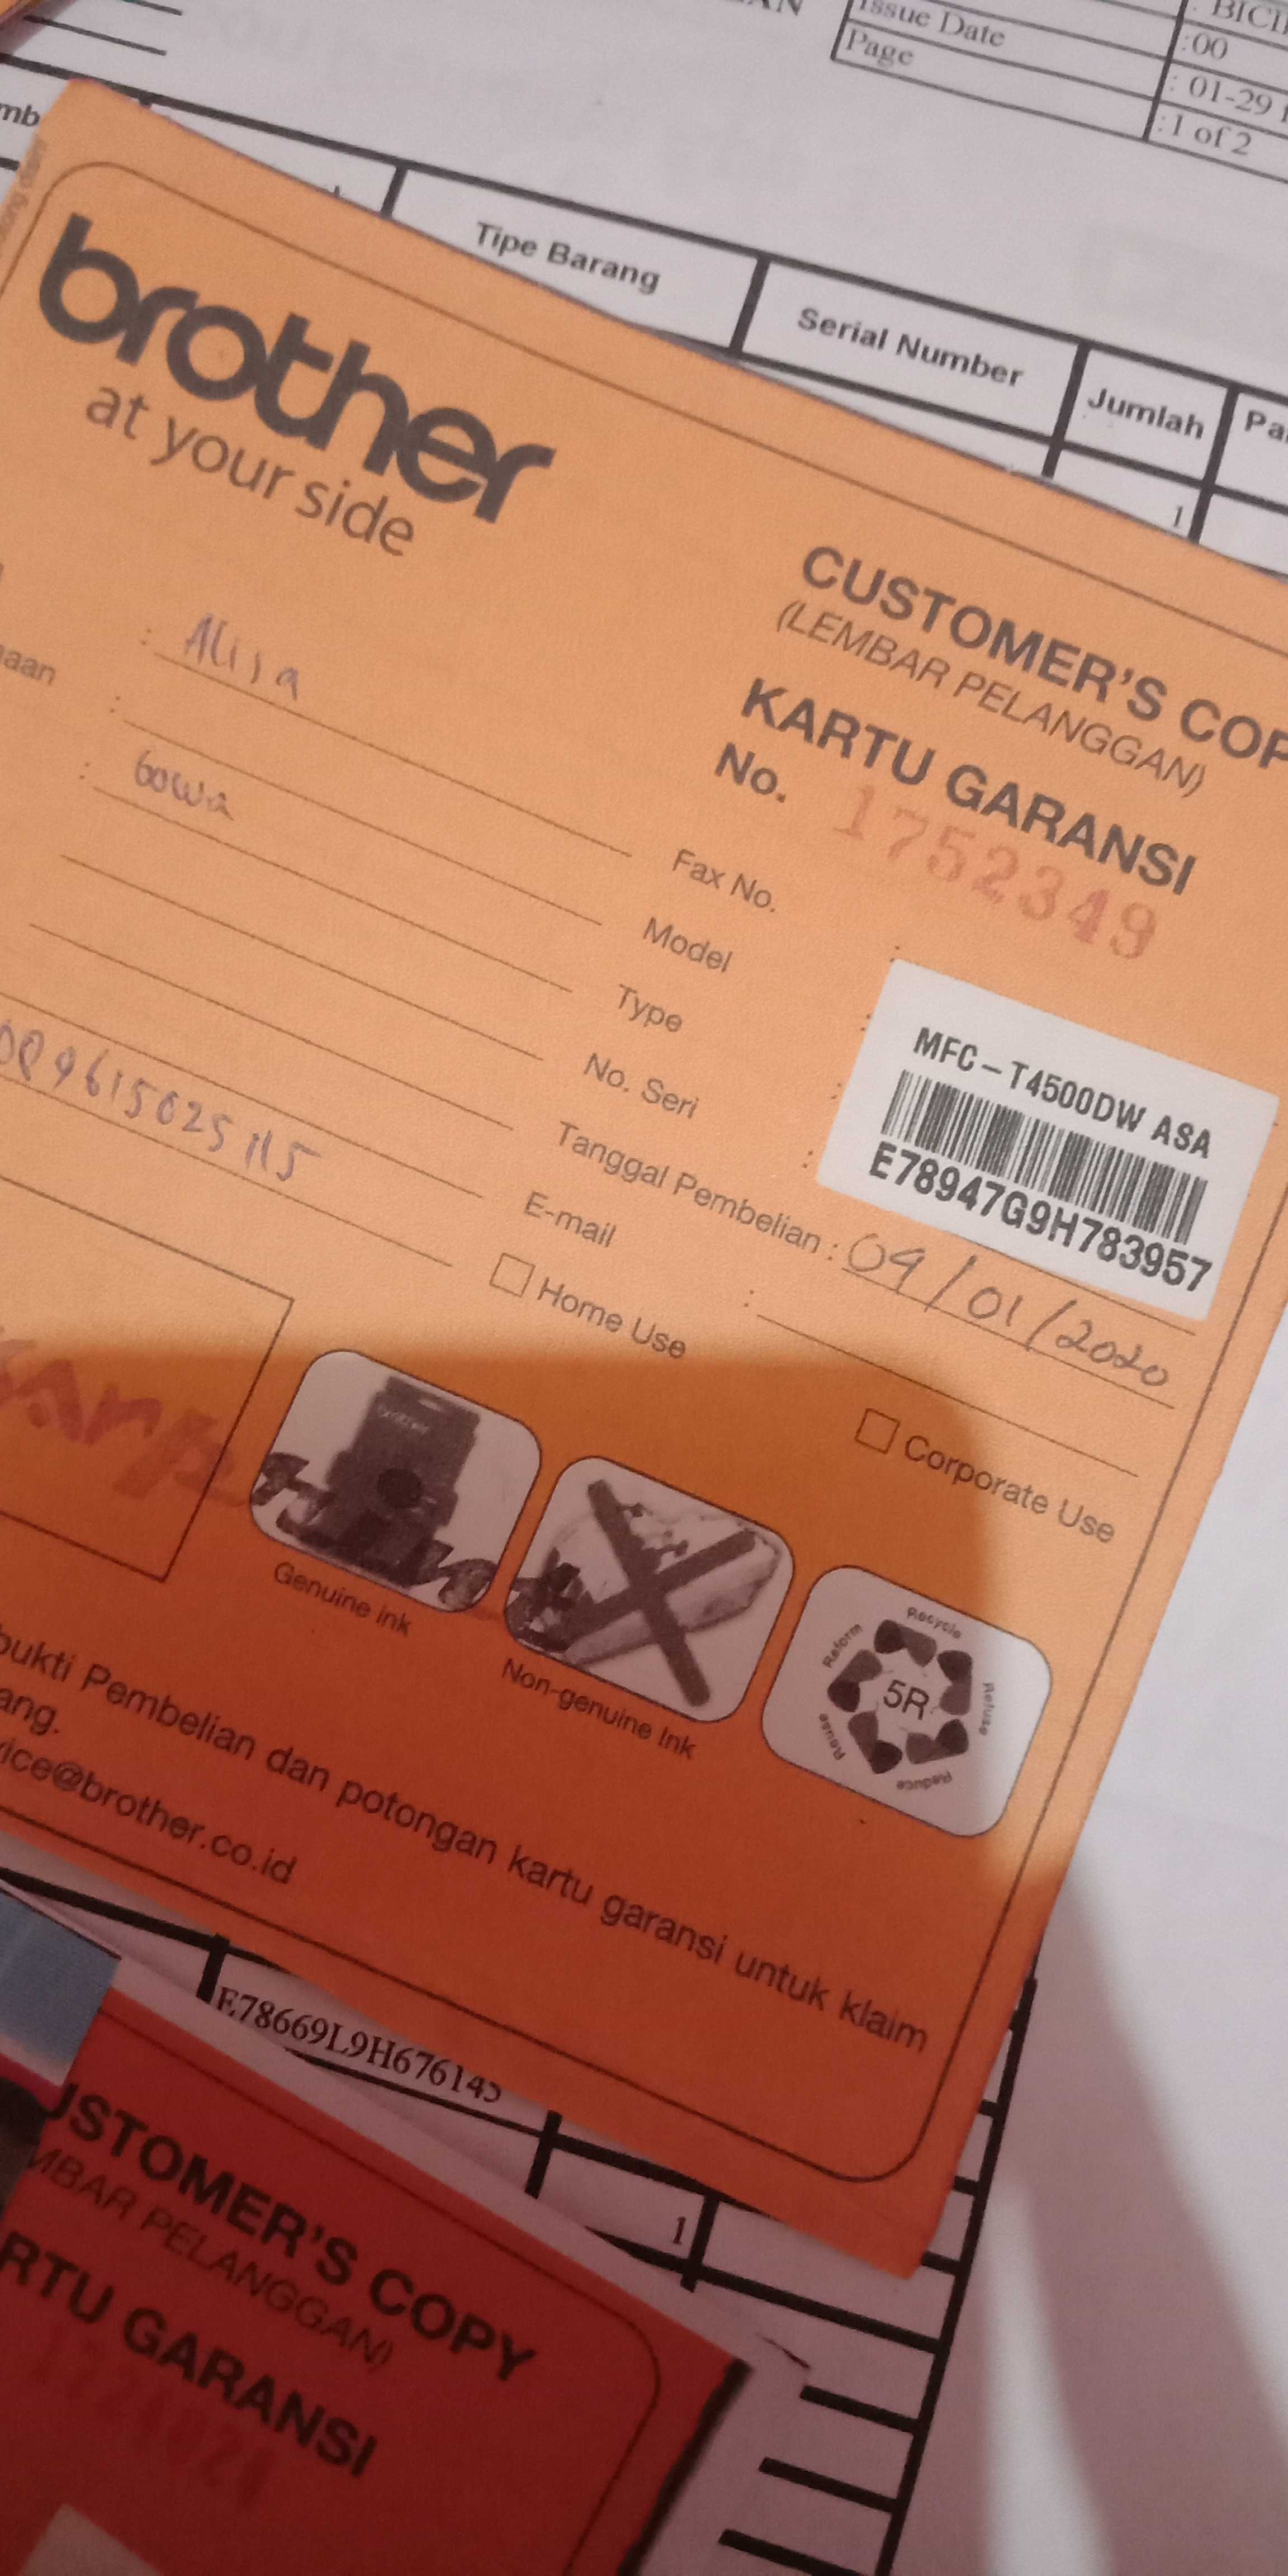 Issue Date
:00
Page
: 01-29
:1 of 2
Tipe Barang
Serial Number
Jumlah
1
brother
at your side
CUSTOMER'S COP
(LEMBAR PELANGGAN)
KARTU GARANSI
No. 1752349
: Alisa
:
: Gowa
Fax No. :
Model :
Type :
No. Seri :
MFC-T4500DW ASA
E78947G9H783957
Tanggal Pembelian : 09/01/2020
9615025115
E-mail :
Home Use
Corporate Use
Genuine ink
Non-genuine Ink
5R
Recycle
Refuse
Reduce
Reuse
Reform
bukti Pembelian dan potongan kartu garansi untuk klaim
ang.
ice@brother.co.id
E78669L9H676145
1
USTOMER'S COPY
MBAR PELANGGAN)
RTU GARANSI